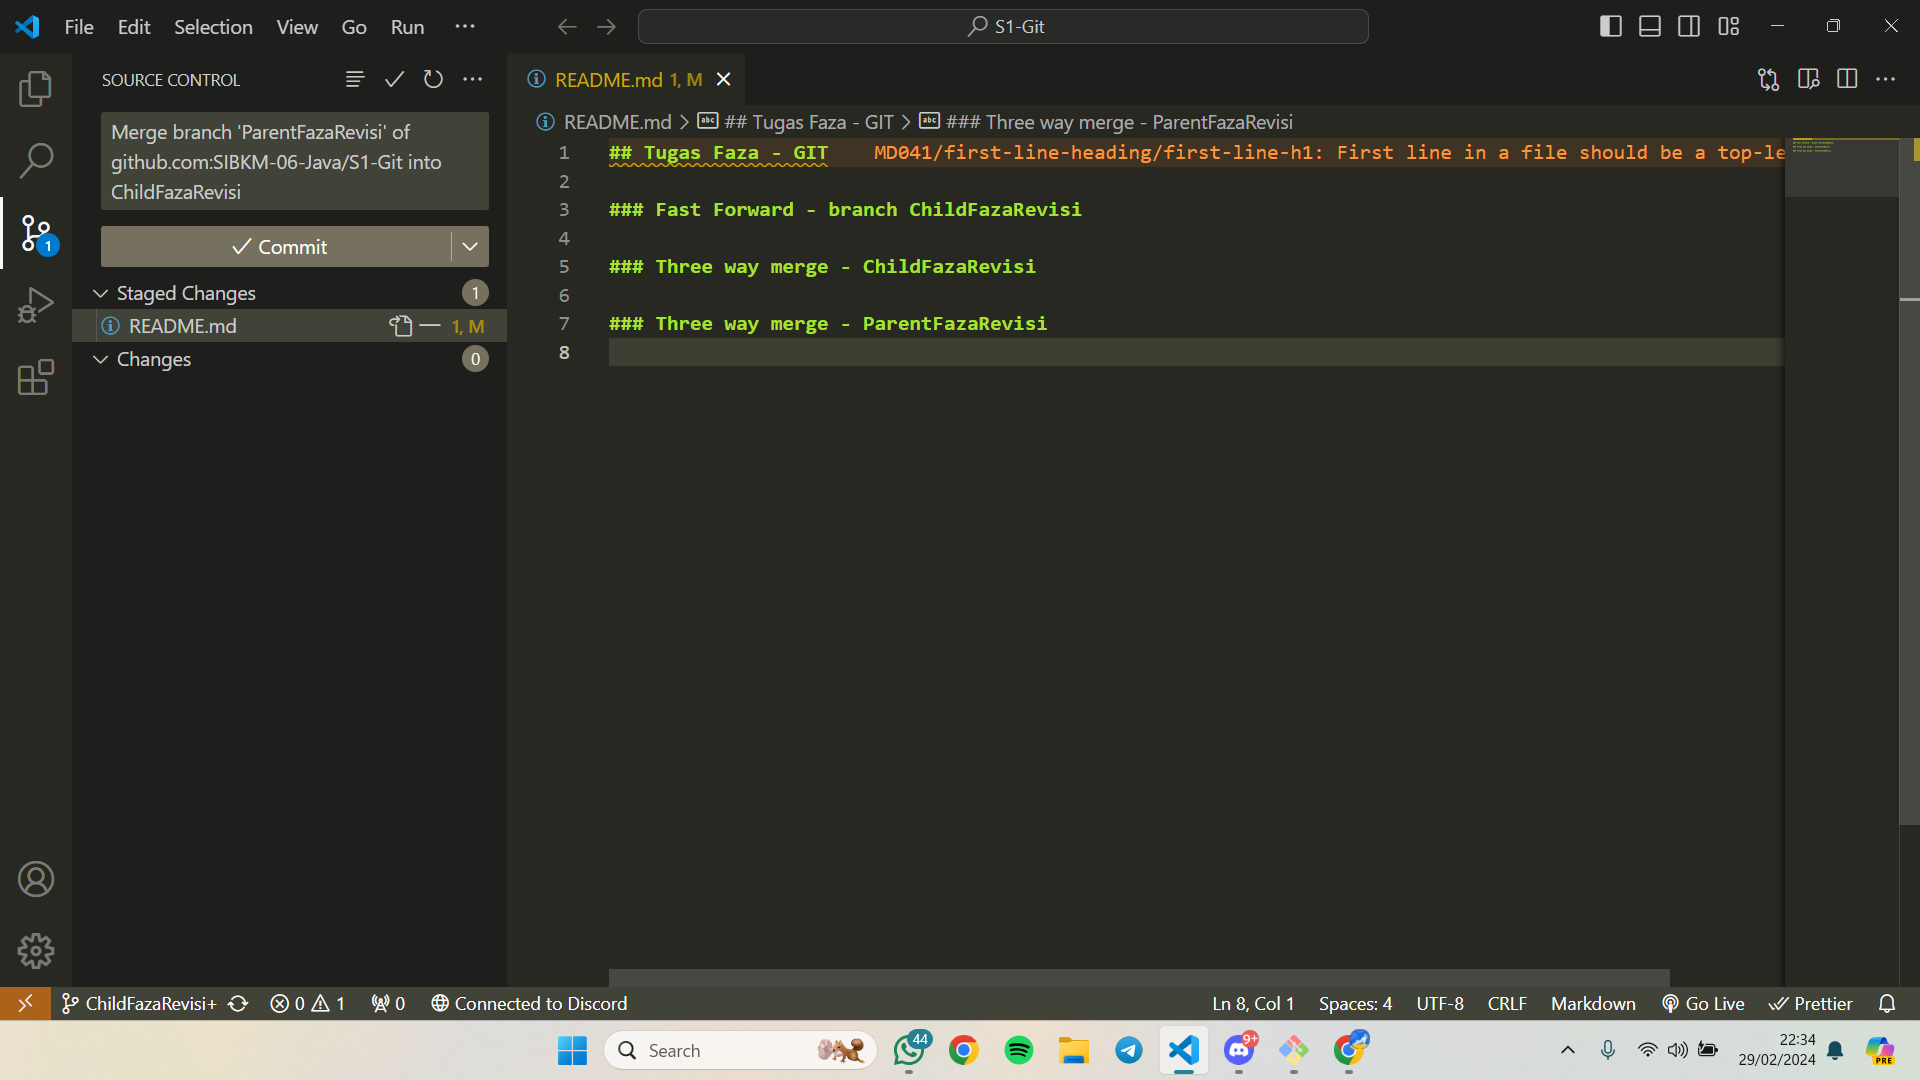 File Edit Selection View Go Run ···
S1-Git
SOURCE CONTROL
Merge branch 'ParentFazaRevisi' of
github.com:SIBKM-06-Java/S1-Git into
ChildFazaRevisi
Commit
Staged Changes 1
README.md 1, M
Changes 0
1
README.md 1, M
README.md > ## Tugas Faza - GIT > ### Three way merge - ParentFazaRevisi
1 ## Tugas Faza - GIT MD041/first-line-heading/first-line-h1: First line in a file should be a top-le
2
3 ### Fast Forward - branch ChildFazaRevisi
4
5 ### Three way merge - ChildFazaRevisi
6
7 ### Three way merge - ParentFazaRevisi
8
ChildFazaRevisi+ 0 1 0 Connected to Discord Ln 8, Col 1 Spaces: 4 UTF-8 CRLF Markdown Go Live Prettier
Search 44 9+ 22:34
29/02/2024 PRE